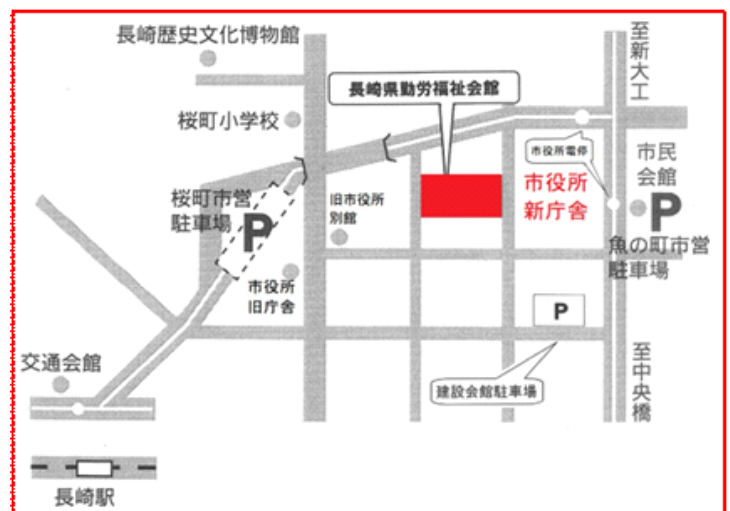 長崎歴史文化博物館
至新大工
長崎県勤労福祉会館
桜町小学校
市役所電停
市民
会館
桜町市営
駐車場
P
旧市役所
別館
市役所
新庁舎
P
魚の町市営
駐車場
市役所
旧庁舎
P
交通会館
建設会館駐車場
至中央橋
長崎駅